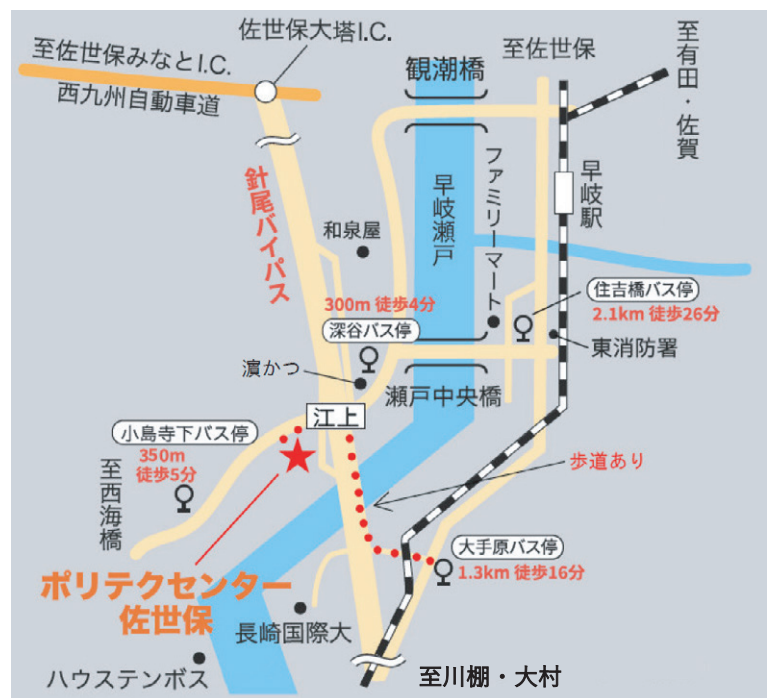 佐世保大塔I.C.
至佐世保みなとI.C.
西九州自動車道
観潮橋
至佐世保
至有田・佐賀
針尾バイパス
早岐瀬戸
ファミリーマート
早岐駅
和泉屋
300m 徒歩4分
深谷バス停
住吉橋バス停
2.1km 徒歩26分
東消防署
濵かつ
瀬戸中央橋
江上
小島寺下バス停
350m
徒歩5分
至西海橋
歩道あり
大手原バス停
1.3km 徒歩16分
ポリテクセンター
佐世保
長崎国際大
ハウステンボス
至川棚・大村